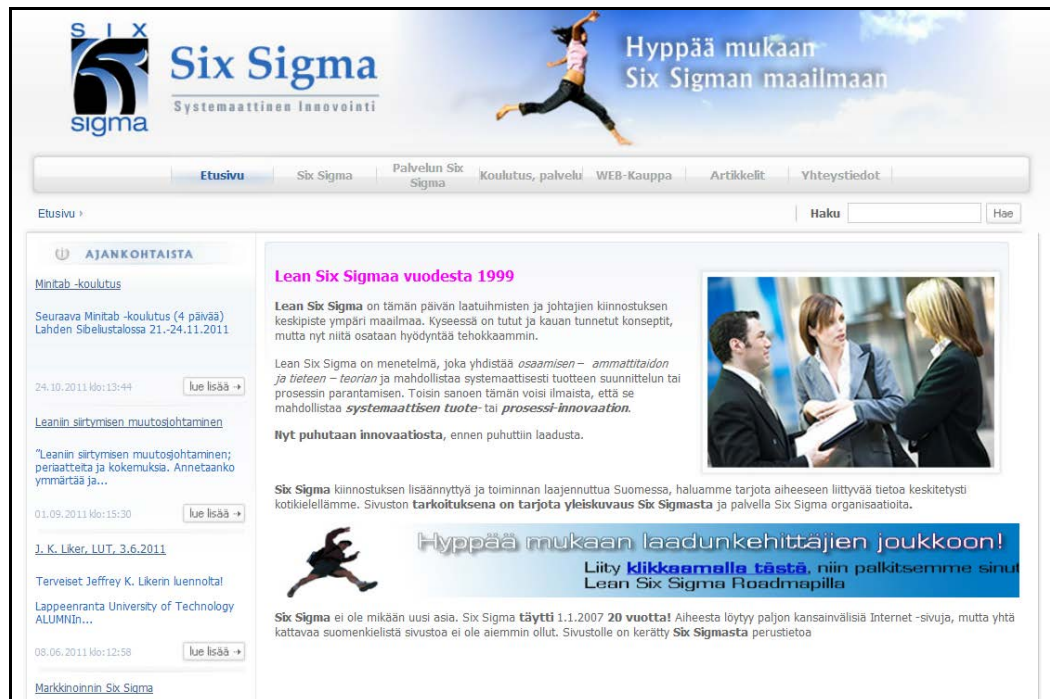 SIX
sigma
Six Sigma
Systemaattinen Innovointi
Hyppää mukaan
Six Sigman maailmaan
Etusivu
Six Sigma
Palvelun Six
Sigma
Koulutus, palvelu
WEB-Kauppa
Artikkelit
Yhteystiedot
Etusivu ›
Haku
Hae
AJANKOHTAISTA
Minitab -koulutus
Seuraava Minitab -koulutus (4 päivää)
Lahden Sibeliustalossa 21.-24.11.2011
24.10.2011 klo:13:44
lue lisää →
Leaniin siirtymisen muutosjohtaminen
"Leaniin siirtymisen muutosjohtaminen;
periaatteita ja kokemuksia. Annetaanko
ymmärtää ja...
01.09.2011 klo:15:30
lue lisää →
J. K. Liker, LUT, 3.6.2011
Terveiset Jeffrey K. Likerin luennolta!
Lappeenranta University of Technology
ALUMNIn...
08.06.2011 klo:12:58
lue lisää →
Markkinoinnin Six Sigma
Lean Six Sigmaa vuodesta 1999
Lean Six Sigma on tämän päivän laatuihmisten ja johtajien kiinnostuksen
keskipiste ympäri maailmaa. Kyseessä on tutut ja kauan tunnetut konseptit,
mutta nyt niitä osataan hyödyntää tehokkaammin.
Lean Six Sigma on menetelmä, joka yhdistää osaamisen – ammattitaidon
ja tieteen – teorian ja mahdollistaa systemaattisesti tuotteen suunnittelun tai
prosessin parantamisen. Toisin sanoen tämän voisi ilmaista, että se
mahdollistaa systemaattisen tuote- tai prosessi-innovaation.
Nyt puhutaan innovaatiosta, ennen puhuttiin laadusta.
Six Sigma kiinnostuksen lisäännyttyä ja toiminnan laajennuttua Suomessa, haluamme tarjota aiheeseen liittyvää tietoa keskitetysti
kotikielellämme. Sivuston tarkoituksena on tarjota yleiskuvaus Six Sigmasta ja palvella Six Sigma organisaatioita.
Hyppää mukaan laadunkehittäjien joukkoon!
Liity klikkaamalla tästä, niin palkitsemme sinut
Lean Six Sigma Roadmapilla
Six Sigma ei ole mikään uusi asia. Six Sigma täytti 1.1.2007 20 vuotta! Aiheesta löytyy paljon kansainvälisiä Internet -sivuja, mutta yhtä
kattavaa suomenkielistä sivustoa ei ole aiemmin ollut. Sivustolle on kerätty Six Sigmasta perustietoa